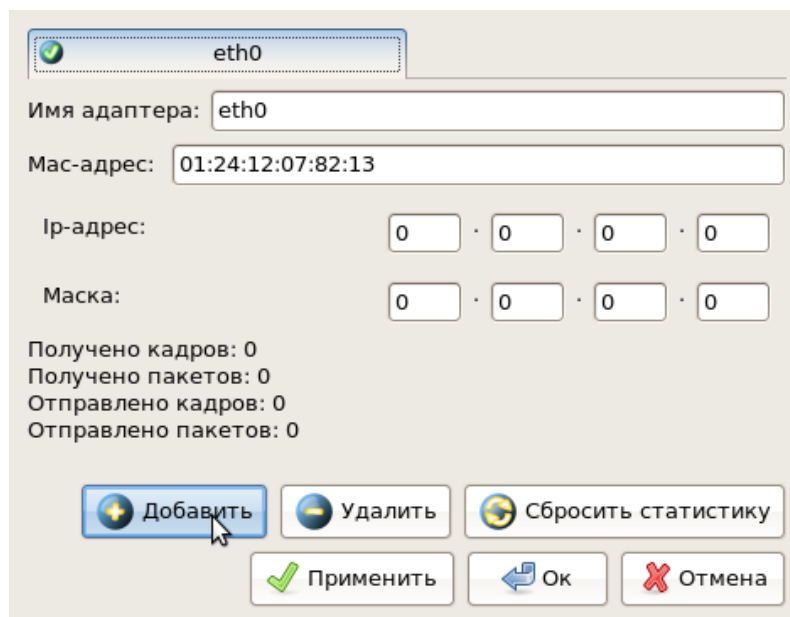 eth0
Имя адаптера: eth0
Mac-адрес: 01:24:12:07:82:13
Ip-адрес: 0 . 0 . 0 . 0
Маска: 0 . 0 . 0 . 0
Получено кадров: 0
Получено пакетов: 0
Отправлено кадров: 0
Отправлено пакетов: 0
Добавить Удалить Сбросить статистику
Применить Ок Отмена